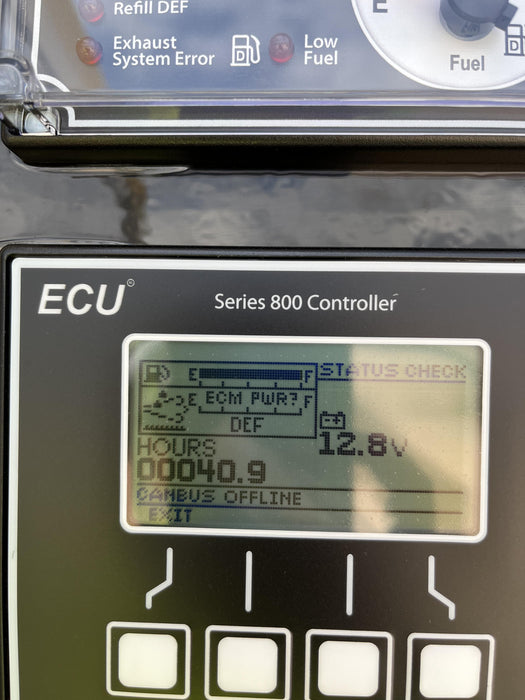 Refill DEF
Exhaust
System Error
D
Low
Fuel
E
Fuel
D
ECU®
Series 800 Controller
E F
STATUS CHECK
E ECM PWR? F
DEF
12.8V
HOURS
00040.9
CANBUS OFFLINE
EXIT